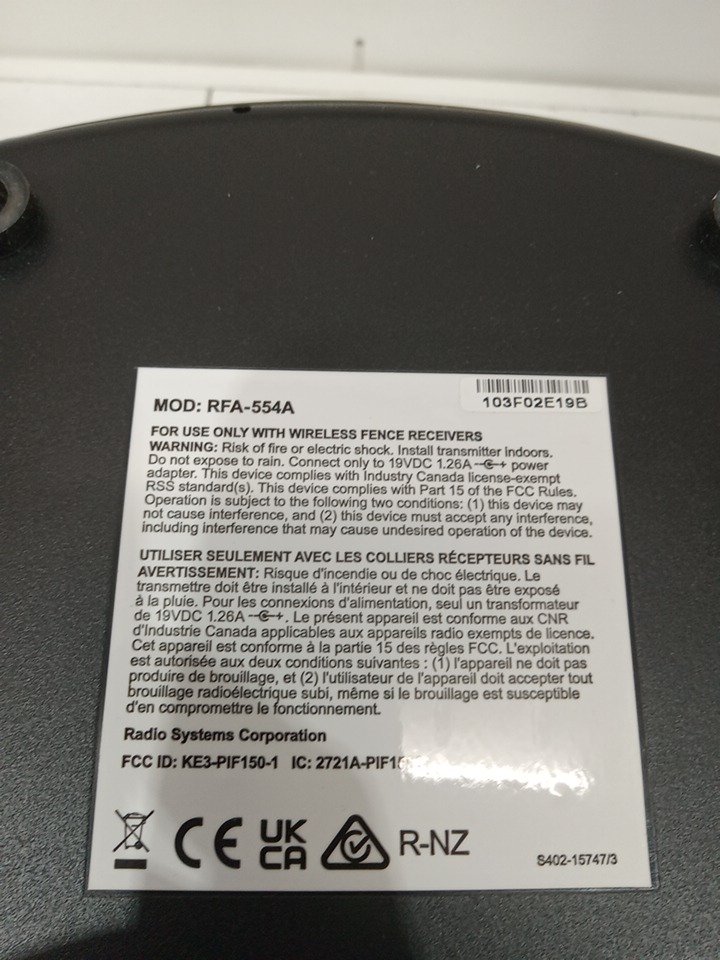 103F02E19B
MOD: RFA-554A
FOR USE ONLY WITH WIRELESS FENCE RECEIVERS
WARNING: Risk of fire or electric shock. Install transmitter indoors.
Do not expose to rain. Connect only to 19VDC 1.26A power
adapter. This device complies with Industry Canada license-exempt
RSS standard(s). This device complies with Part 15 of the FCC Rules.
Operation is subject to the following two conditions: (1) this device may
not cause interference, and (2) this device must accept any interference,
including interference that may cause undesired operation of the device.
UTILISER SEULEMENT AVEC LES COLLIERS RÉCEPTEURS SANS FIL
AVERTISSEMENT: Risque d'incendie ou de choc électrique. Le
transmettre doit être installé à l'intérieur et ne doit pas être exposé
à la pluie. Pour les connexions d'alimentation, seul un transformateur
de 19VDC 1.26A. Le présent appareil est conforme aux CNR
d'Industrie Canada applicables aux appareils radio exempts de licence.
Cet appareil est conforme à la partie 15 des règles FCC. L'exploitation
est autorisée aux deux conditions suivantes : (1) l'appareil ne doit pas
produire de brouillage, et (2) l'utilisateur de l'appareil doit accepter tout
brouillage radioélectrique subi, même si le brouillage est susceptible
d'en compromettre le fonctionnement.
Radio Systems Corporation
FCC ID: KE3-PIF150-1 IC:
CE UK CA R-NZ
S402-15747/3